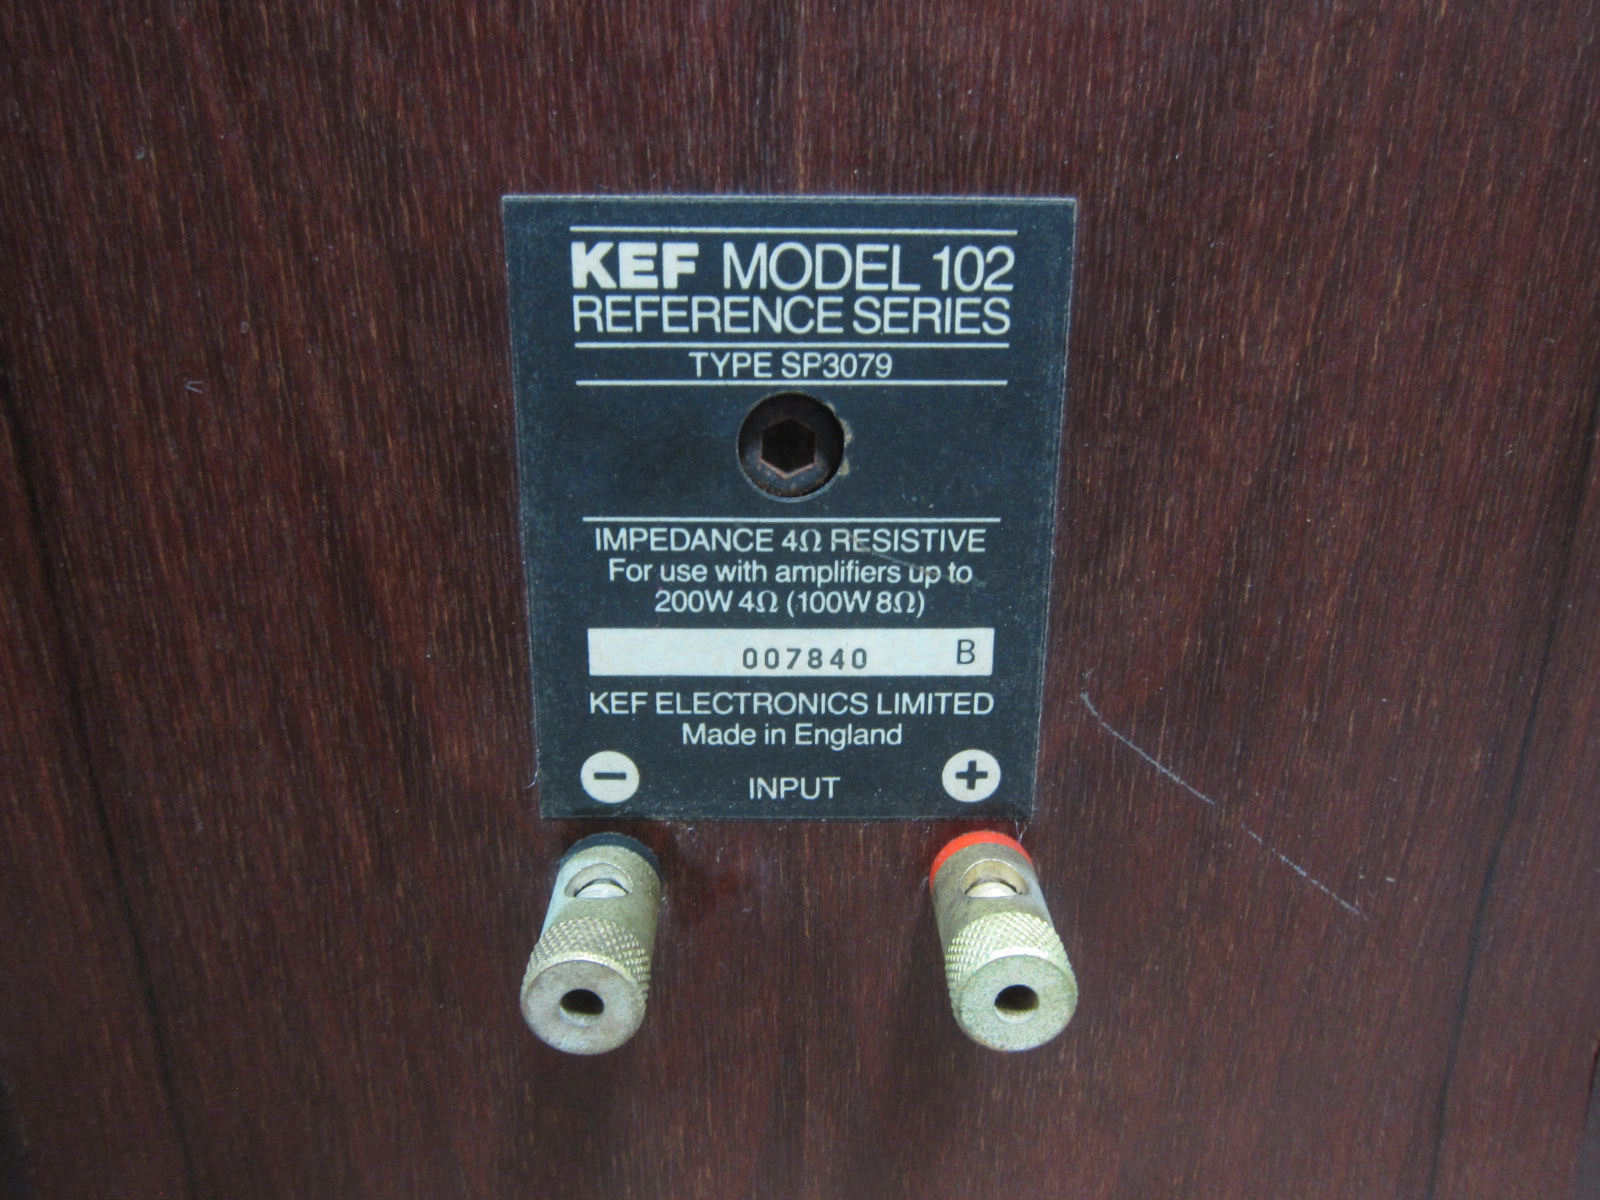 KEF MODEL 102
REFERENCE SERIES
TYPE SP3079
IMPEDANCE 4Ω RESISTIVE
For use with amplifiers up to
200W 4Ω (100W 8Ω)
007840 B
KEF ELECTRONICS LIMITED
Made in England
− INPUT +